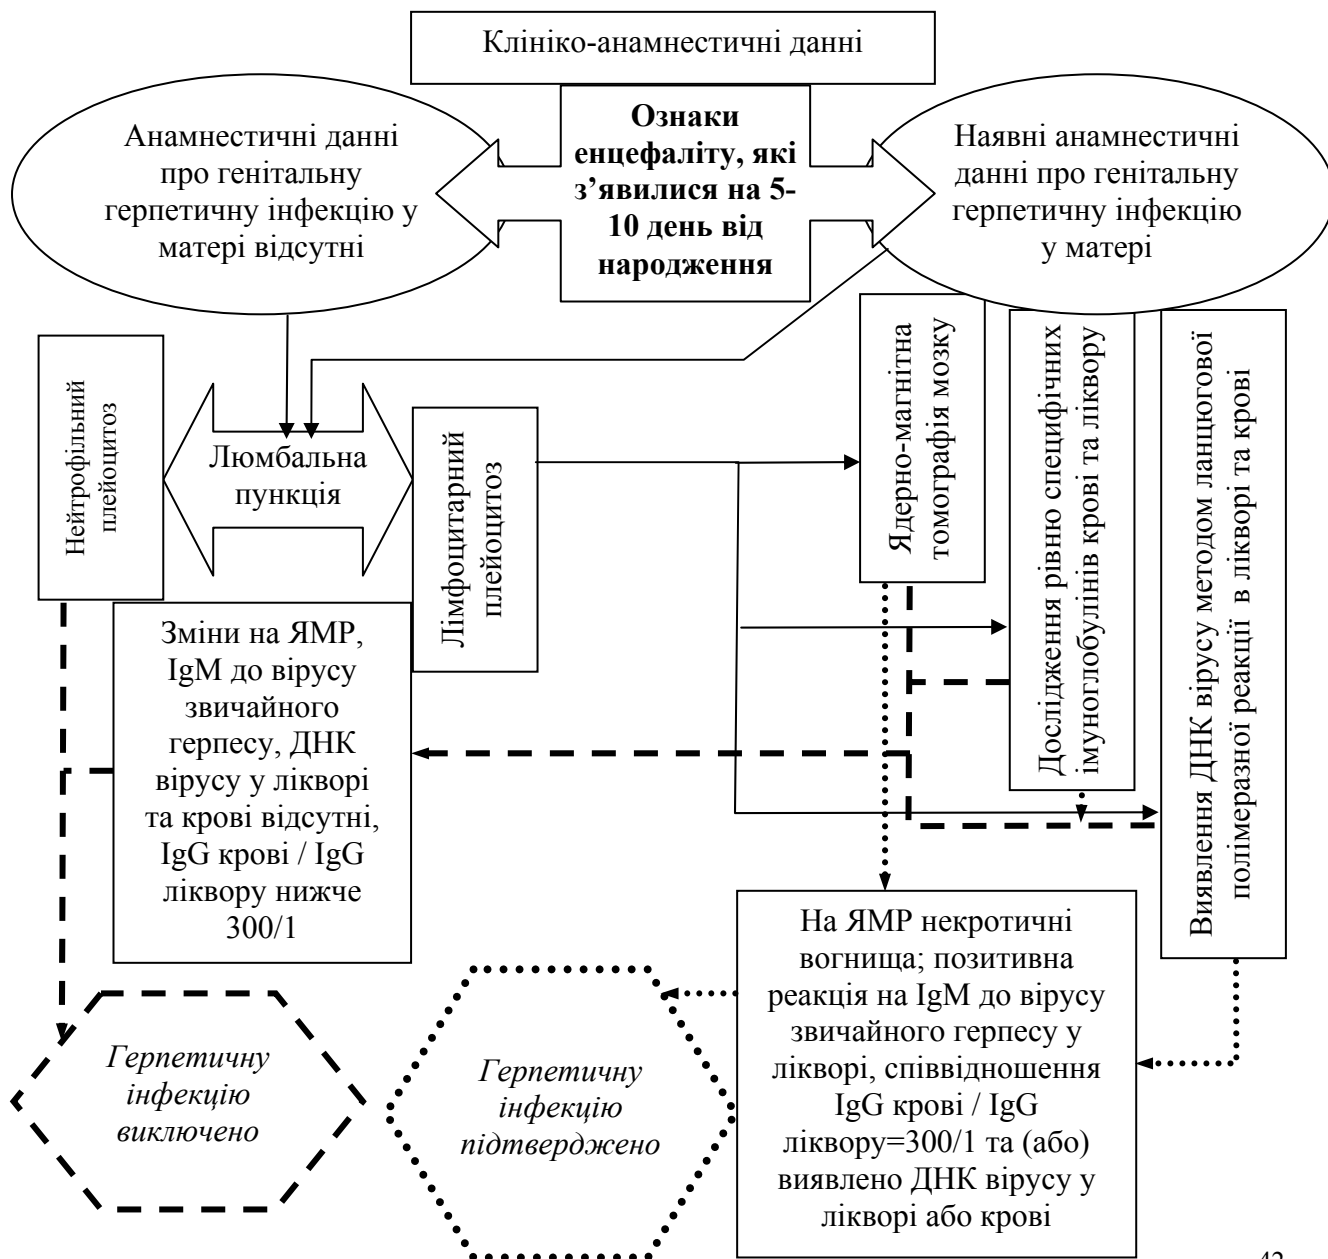 Клініко-анамнестичні данні
Анамнестичні данні
про генітальну
герпетичну інфекцію у
матері відсутні
Ознаки
енцефаліту, які
з’явилися на 5-
10 день від
народження
Наявні анамнестичні
данні про генітальну
герпетичну інфекцію
у матері
Нейтрофільний
плейоцитоз
Люмбальна
пункція
Лімфоцитарний
плейоцитоз
Ядерно-магнітна
томографія мозку
Дослідження рівню специфічних
імуноглобулінів крові та ліквору
Виявлення ДНК вірусу методом ланцюгової
полімеразної реакції в лікворі та крові
Зміни на ЯМР,
IgM до вірусу
звичайного
герпесу, ДНК
вірусу у лікворі
та крові відсутні,
IgG крові / IgG
ліквору нижче
300/1
На ЯМР некротичні
вогнища; позитивна
реакція на IgM до вірусу
звичайного герпесу у
лікворі, співвідношення
IgG крові / IgG
ліквору=300/1 та (або)
виявлено ДНК вірусу у
лікворі або крові
Герпетичну
інфекцію
виключено
Герпетичну
інфекцію
підтверджено